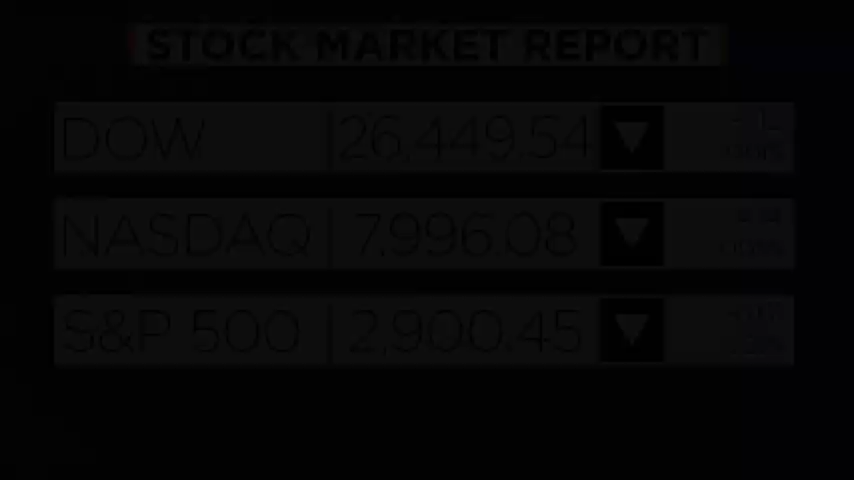 STOCK MARKET REPORT
DOW 26,449.54
NASDAQ 7,996.08
S&P 500 2,900.45